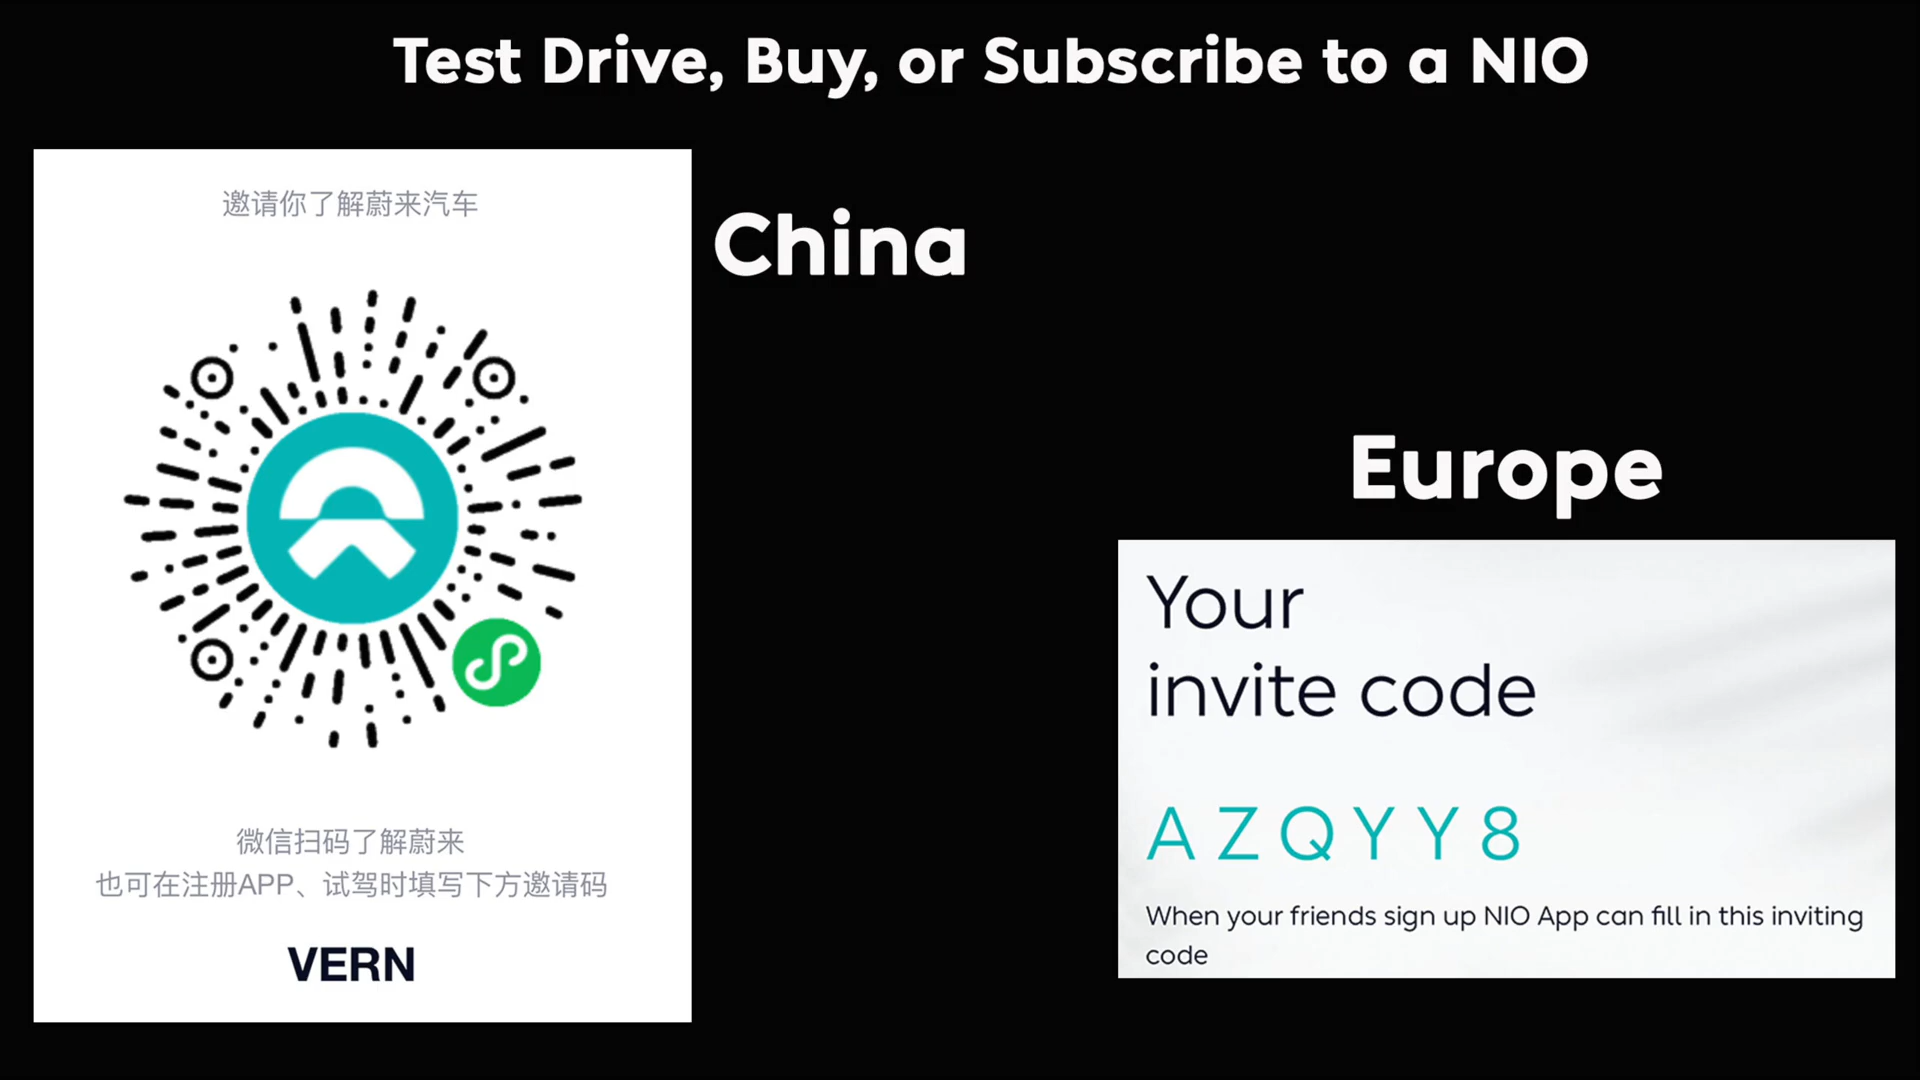 Test Drive, Buy, or Subscribe to a NIO
邀请你了解蔚来汽车
China
微信扫码了解蔚来
也可在注册APP、试驾时填写下方邀请码
VERN
Europe
Your
invite code
AZQYY8
When your friends sign up NIO App can fill in this inviting
code